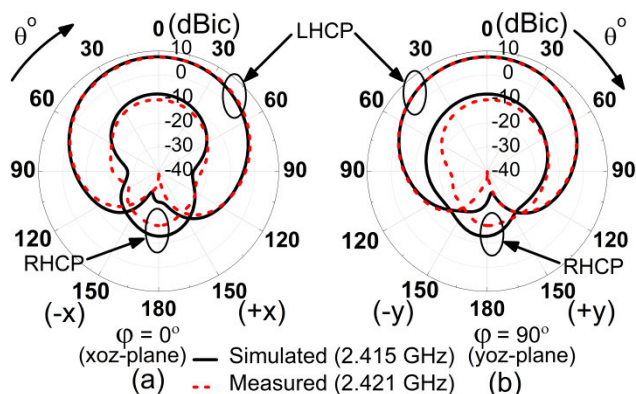 θ° 0 (dBic) LHCP 0 (dBic) θ°
30 10 30 30 10 30
60 0 60 60 0 60
-10 -10
-20 -20
-30 -30
90 -40 90 90 -40 90
120 120 120 120
RHCP RHCP
150 150 150 150
(-x) 180 (+x) (-y) 180 (+y)
φ = 0° φ = 90°
(xoz-plane) Simulated (2.415 GHz) (yoz-plane)
(a) Measured (2.421 GHz) (b)